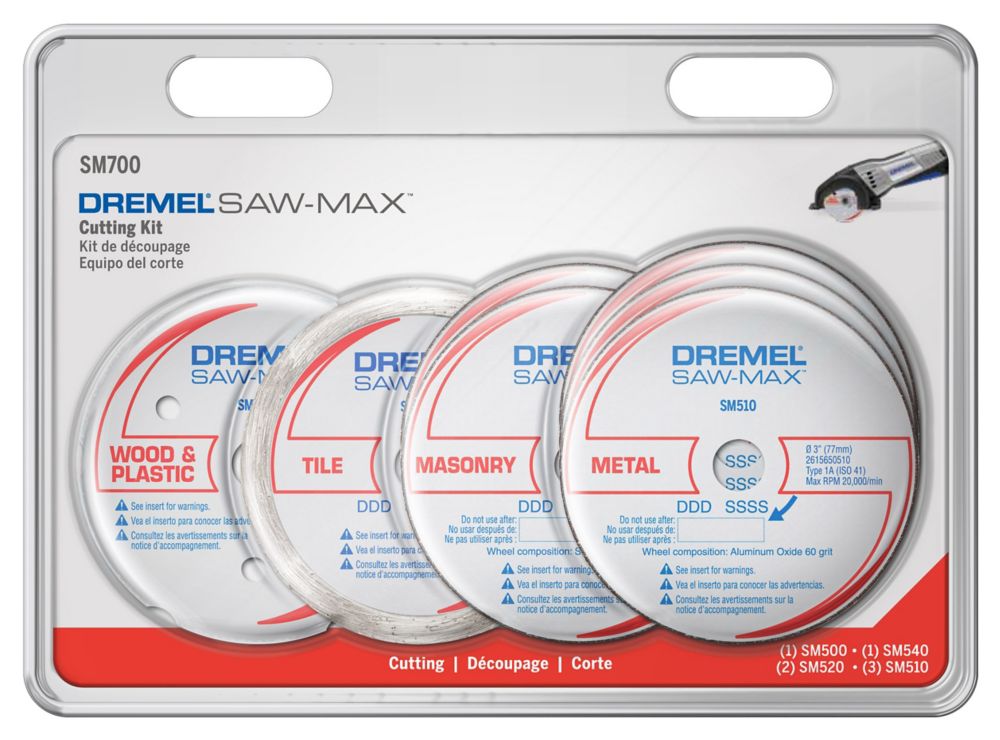 SM700
DREMEL® SAW-MAX™
Cutting Kit
Kit de découpage
Equipo del corte
DREMEL
WOOD &
PLASTIC
See insert for warnings.
Vea el inserto para conocer las
Consultez les avertissements sur la
notice d'accompagnement.
TILE
DDD
See insert for
Vea el inserto para
Consultez les
notice d'accompagnement.
MASONRY
DDD
Do not use after:
No usar después de:
Ne pas utiliser après :
Wheel composition:
See insert for warnings.
Vea el inserto para
Consultez les avertissements
notice d'accompagnement.
DREMEL®
SAW-MAX™
SM510
METAL
SSS
SSS
Ø 3" (77mm)
2615650510
Type 1A (ISO 41)
Max RPM 20,000/min
DDD SSSS
Do not use after:
No usar después de:
Ne pas utiliser après :
Wheel composition: Aluminum Oxide 60 grit
See insert for warnings.
Vea el inserto para conocer las advertencias.
Consultez les avertissements sur la
notice d'accompagnement.
Cutting | Découpage | Corte
(1) SM500 • (1) SM540
(2) SM520 • (3) SM510